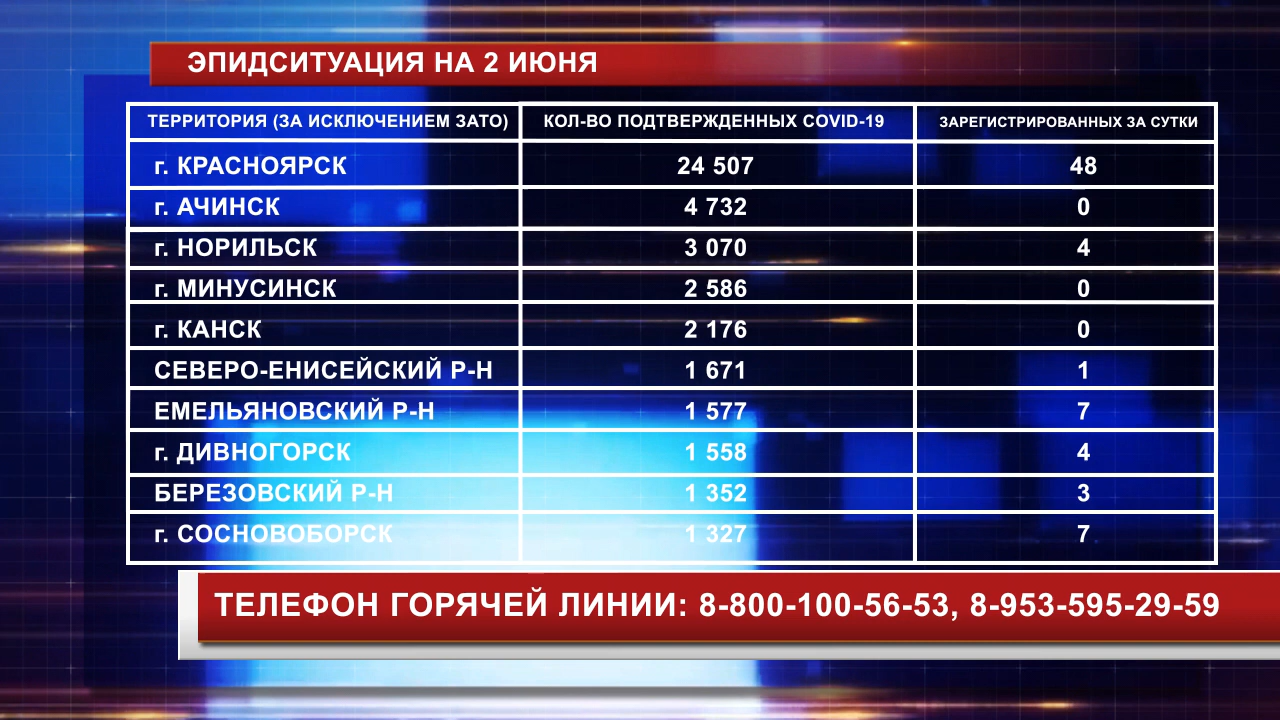 ЭПИДСИТУАЦИЯ НА 2 ИЮНЯ
ТЕРРИТОРИЯ (ЗА ИСКЛЮЧЕНИЕМ ЗАТО) КОЛ-ВО ПОДТВЕРЖДЕННЫХ COVID-19 ЗАРЕГИСТРИРОВАННЫХ ЗА СУТКИ
г. КРАСНОЯРСК 24 507 48
г. АЧИНСК 4 732 0
г. НОРИЛЬСК 3 070 4
г. МИНУСИНСК 2 586 0
г. КАНСК 2 176 0
СЕВЕРО-ЕНИСЕЙСКИЙ Р-Н 1 671 1
ЕМЕЛЬЯНОВСКИЙ Р-Н 1 577 7
г. ДИВНОГОРСК 1 558 4
БЕРЕЗОВСКИЙ Р-Н 1 352 3
г. СОСНОВОБОРСК 1 327 7
ТЕЛЕФОН ГОРЯЧЕЙ ЛИНИИ: 8-800-100-56-53, 8-953-595-29-59